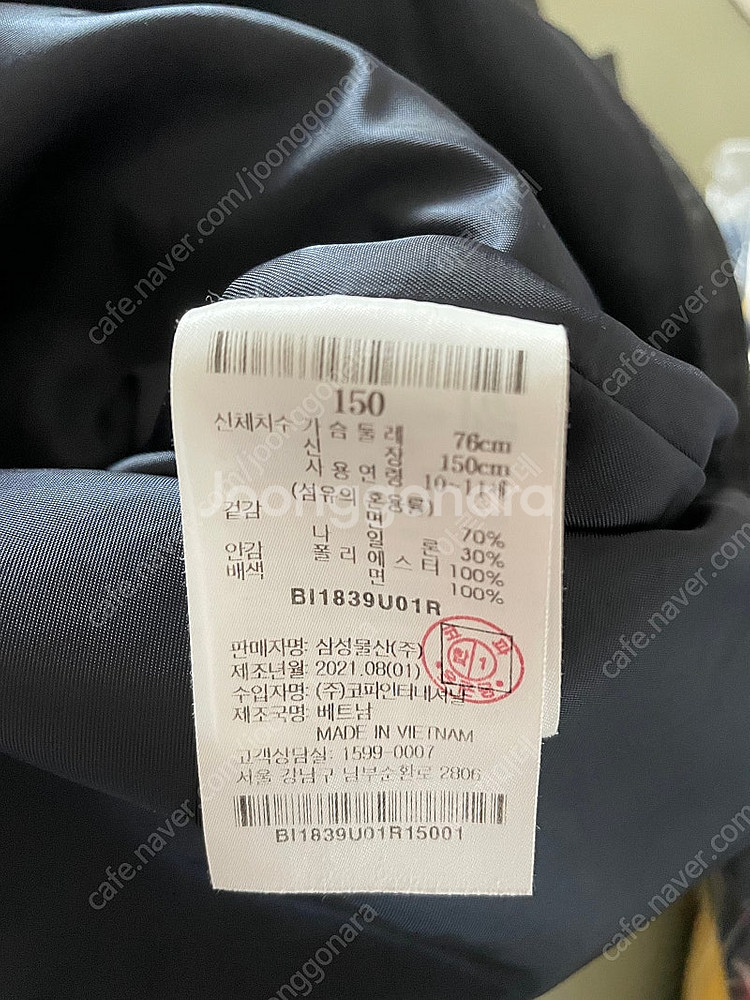 150
신체치수 가 슴 둘 레 76cm
신 장 150cm
사 용 연 령 10~11세
(섬유의 혼용률)
겉감 면 70%
나 일 론 30%
안감 폴 리 에 스 터 100%
배색 면 100%
BI1839U01R
판매자명: 삼성물산(주)
제조년월: 2021.08(01)
수입자명: (주)코파인터내셔날
제조국명: 베트남
MADE IN VIETNAM
고객상담실: 1599-0007
서울 강남구 남부순환로 2806
BI1839U01R15001
코 파
합 1
Joonggonara
cafe.naver.com/joonggonara